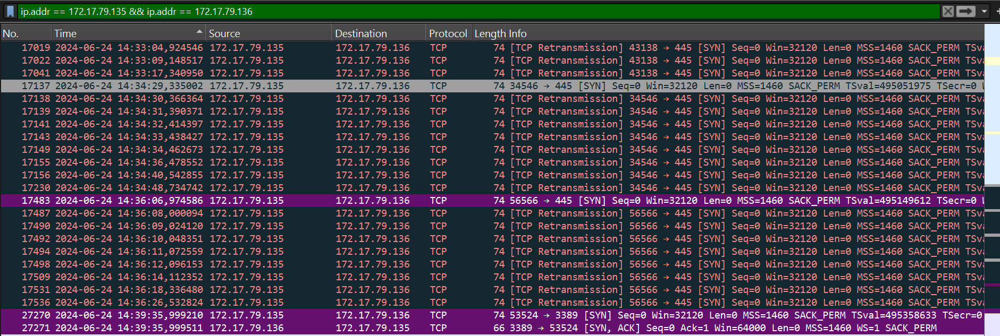 ip.addr == 172.17.79.135 && ip.addr == 172.17.79.136
No. Time Source Destination Protocol Length Info
17019 2024-06-24 14:33:04,924546 172.17.79.135 172.17.79.136 TCP 74 [TCP Retransmission] 43138 → 445 [SYN] Seq=0 Win=32120 Len=0 MSS=1460 SACK_PERM TSva
17022 2024-06-24 14:33:09,148517 172.17.79.135 172.17.79.136 TCP 74 [TCP Retransmission] 43138 → 445 [SYN] Seq=0 Win=32120 Len=0 MSS=1460 SACK_PERM TSva
17041 2024-06-24 14:33:17,340950 172.17.79.135 172.17.79.136 TCP 74 [TCP Retransmission] 43138 → 445 [SYN] Seq=0 Win=32120 Len=0 MSS=1460 SACK_PERM TSva
17137 2024-06-24 14:34:29,335002 172.17.79.135 172.17.79.136 TCP 74 34546 → 445 [SYN] Seq=0 Win=32120 Len=0 MSS=1460 SACK_PERM TSval=495051975 TSecr=0 W
17138 2024-06-24 14:34:30,366364 172.17.79.135 172.17.79.136 TCP 74 [TCP Retransmission] 34546 → 445 [SYN] Seq=0 Win=32120 Len=0 MSS=1460 SACK_PERM TSva
17139 2024-06-24 14:34:31,390371 172.17.79.135 172.17.79.136 TCP 74 [TCP Retransmission] 34546 → 445 [SYN] Seq=0 Win=32120 Len=0 MSS=1460 SACK_PERM TSva
17141 2024-06-24 14:34:32,414397 172.17.79.135 172.17.79.136 TCP 74 [TCP Retransmission] 34546 → 445 [SYN] Seq=0 Win=32120 Len=0 MSS=1460 SACK_PERM TSva
17143 2024-06-24 14:34:33,438427 172.17.79.135 172.17.79.136 TCP 74 [TCP Retransmission] 34546 → 445 [SYN] Seq=0 Win=32120 Len=0 MSS=1460 SACK_PERM TSva
17149 2024-06-24 14:34:34,462673 172.17.79.135 172.17.79.136 TCP 74 [TCP Retransmission] 34546 → 445 [SYN] Seq=0 Win=32120 Len=0 MSS=1460 SACK_PERM TSva
17155 2024-06-24 14:34:36,478552 172.17.79.135 172.17.79.136 TCP 74 [TCP Retransmission] 34546 → 445 [SYN] Seq=0 Win=32120 Len=0 MSS=1460 SACK_PERM TSva
17156 2024-06-24 14:34:40,542855 172.17.79.135 172.17.79.136 TCP 74 [TCP Retransmission] 34546 → 445 [SYN] Seq=0 Win=32120 Len=0 MSS=1460 SACK_PERM TSva
17230 2024-06-24 14:34:48,734742 172.17.79.135 172.17.79.136 TCP 74 [TCP Retransmission] 34546 → 445 [SYN] Seq=0 Win=32120 Len=0 MSS=1460 SACK_PERM TSva
17483 2024-06-24 14:36:06,974586 172.17.79.135 172.17.79.136 TCP 74 56566 → 445 [SYN] Seq=0 Win=32120 Len=0 MSS=1460 SACK_PERM TSval=495149612 TSecr=0 W
17487 2024-06-24 14:36:08,000094 172.17.79.135 172.17.79.136 TCP 74 [TCP Retransmission] 56566 → 445 [SYN] Seq=0 Win=32120 Len=0 MSS=1460 SACK_PERM TSva
17490 2024-06-24 14:36:09,024120 172.17.79.135 172.17.79.136 TCP 74 [TCP Retransmission] 56566 → 445 [SYN] Seq=0 Win=32120 Len=0 MSS=1460 SACK_PERM TSva
17492 2024-06-24 14:36:10,048351 172.17.79.135 172.17.79.136 TCP 74 [TCP Retransmission] 56566 → 445 [SYN] Seq=0 Win=32120 Len=0 MSS=1460 SACK_PERM TSva
17494 2024-06-24 14:36:11,072559 172.17.79.135 172.17.79.136 TCP 74 [TCP Retransmission] 56566 → 445 [SYN] Seq=0 Win=32120 Len=0 MSS=1460 SACK_PERM TSva
17498 2024-06-24 14:36:12,096153 172.17.79.135 172.17.79.136 TCP 74 [TCP Retransmission] 56566 → 445 [SYN] Seq=0 Win=32120 Len=0 MSS=1460 SACK_PERM TSva
17509 2024-06-24 14:36:14,112352 172.17.79.135 172.17.79.136 TCP 74 [TCP Retransmission] 56566 → 445 [SYN] Seq=0 Win=32120 Len=0 MSS=1460 SACK_PERM TSva
17531 2024-06-24 14:36:18,336480 172.17.79.135 172.17.79.136 TCP 74 [TCP Retransmission] 56566 → 445 [SYN] Seq=0 Win=32120 Len=0 MSS=1460 SACK_PERM TSva
17536 2024-06-24 14:36:26,532824 172.17.79.135 172.17.79.136 TCP 74 [TCP Retransmission] 56566 → 445 [SYN] Seq=0 Win=32120 Len=0 MSS=1460 SACK_PERM TSva
27270 2024-06-24 14:39:35,999210 172.17.79.135 172.17.79.136 TCP 74 53524 → 3389 [SYN] Seq=0 Win=32120 Len=0 MSS=1460 SACK_PERM TSval=495358633 TSecr=0
27271 2024-06-24 14:39:35,999511 172.17.79.136 172.17.79.135 TCP 66 3389 → 53524 [SYN, ACK] Seq=0 Ack=1 Win=64000 Len=0 MSS=1460 WS=1 SACK_PERM